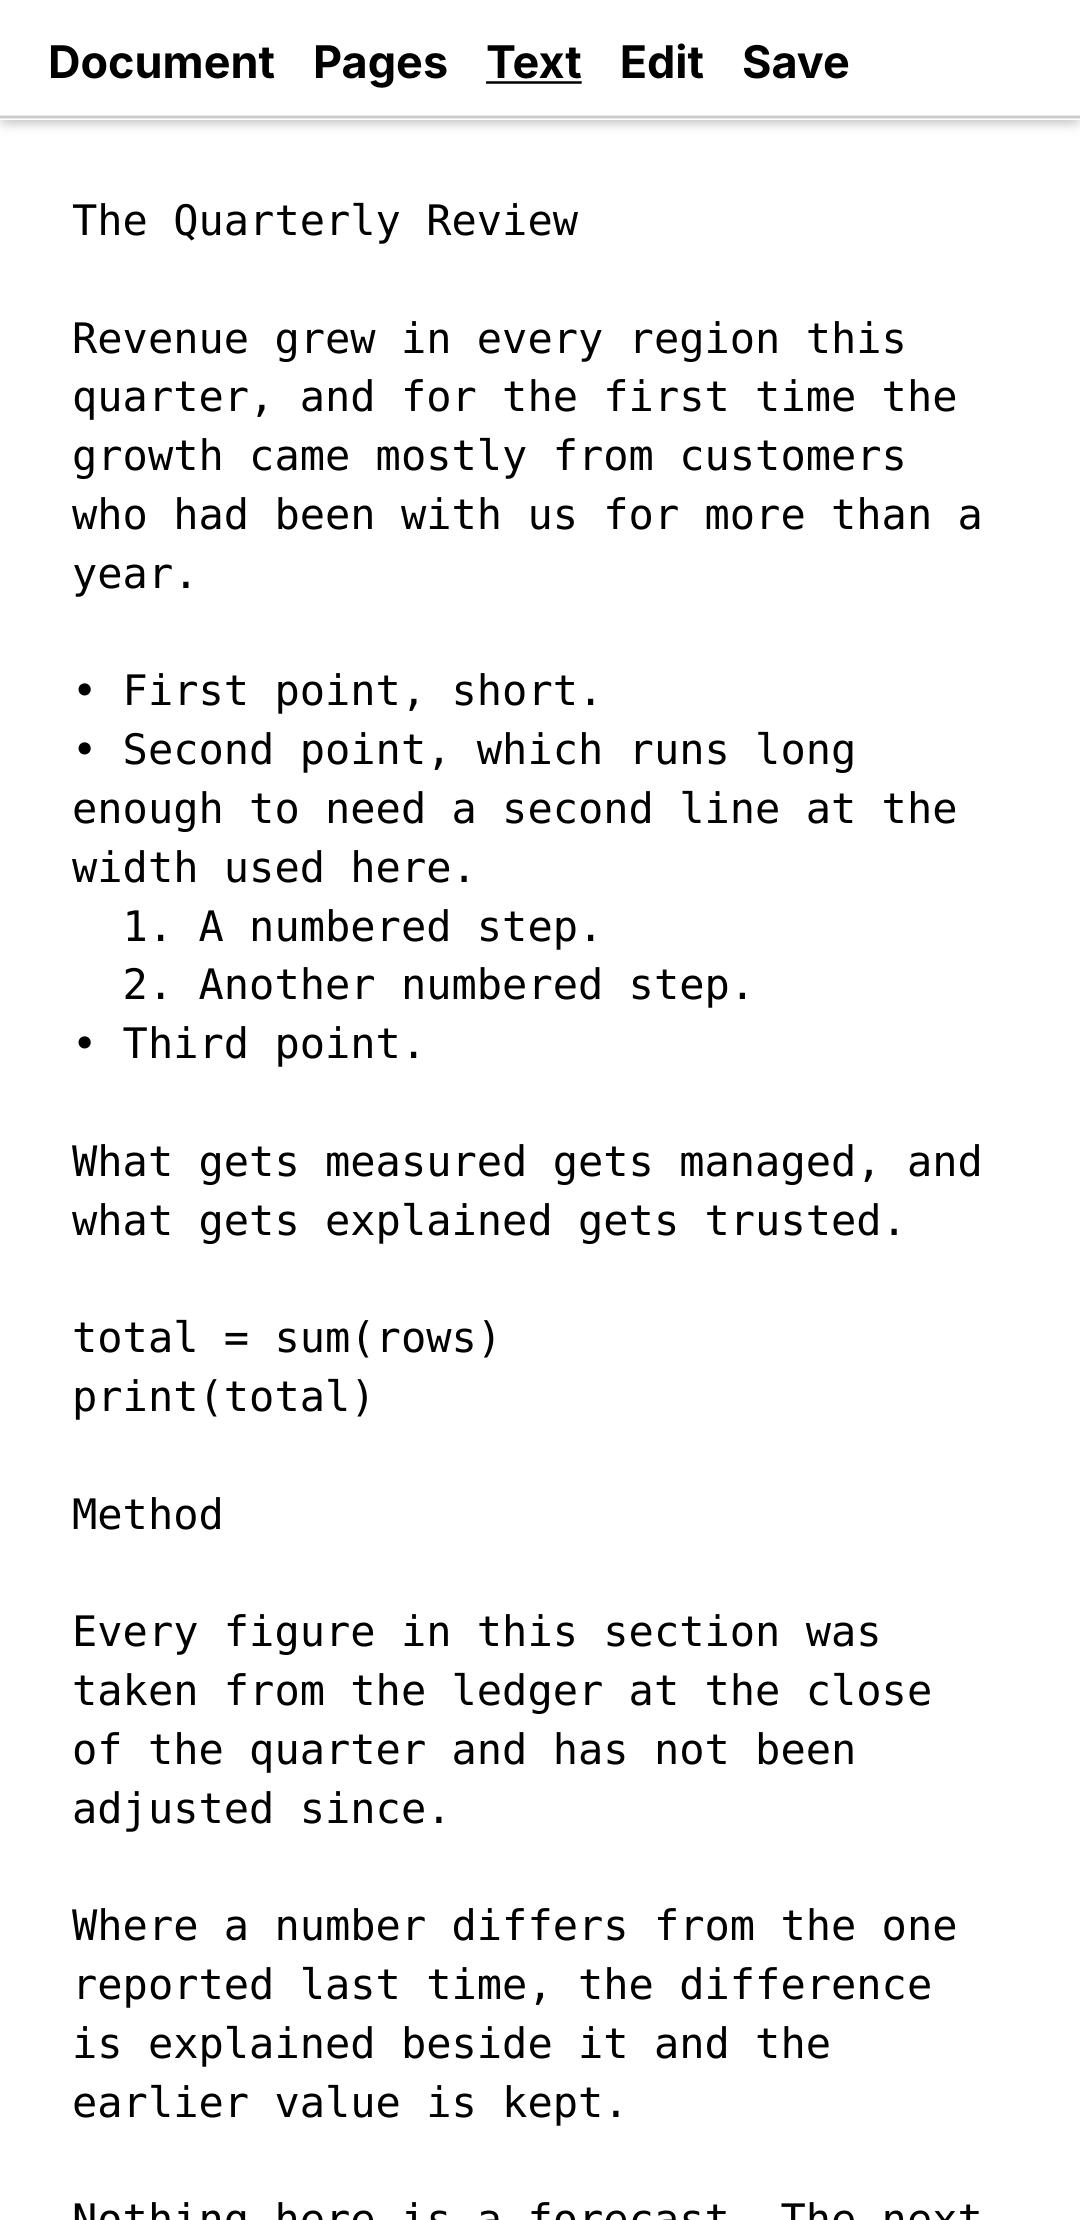 Document Pages Text Edit Save
The Quarterly Review
Revenue grew in every region this
quarter, and for the first time the
growth came mostly from customers
who had been with us for more than a
year.
• First point, short.
• Second point, which runs long
enough to need a second line at the
width used here.
1. A numbered step.
2. Another numbered step.
• Third point.
What gets measured gets managed, and
what gets explained gets trusted.
total = sum(rows)
print(total)
Method
Every figure in this section was
taken from the ledger at the close
of the quarter and has not been
adjusted since.
Where a number differs from the one
reported last time, the difference
is explained beside it and the
earlier value is kept.
Nothing here is a forecast. The next